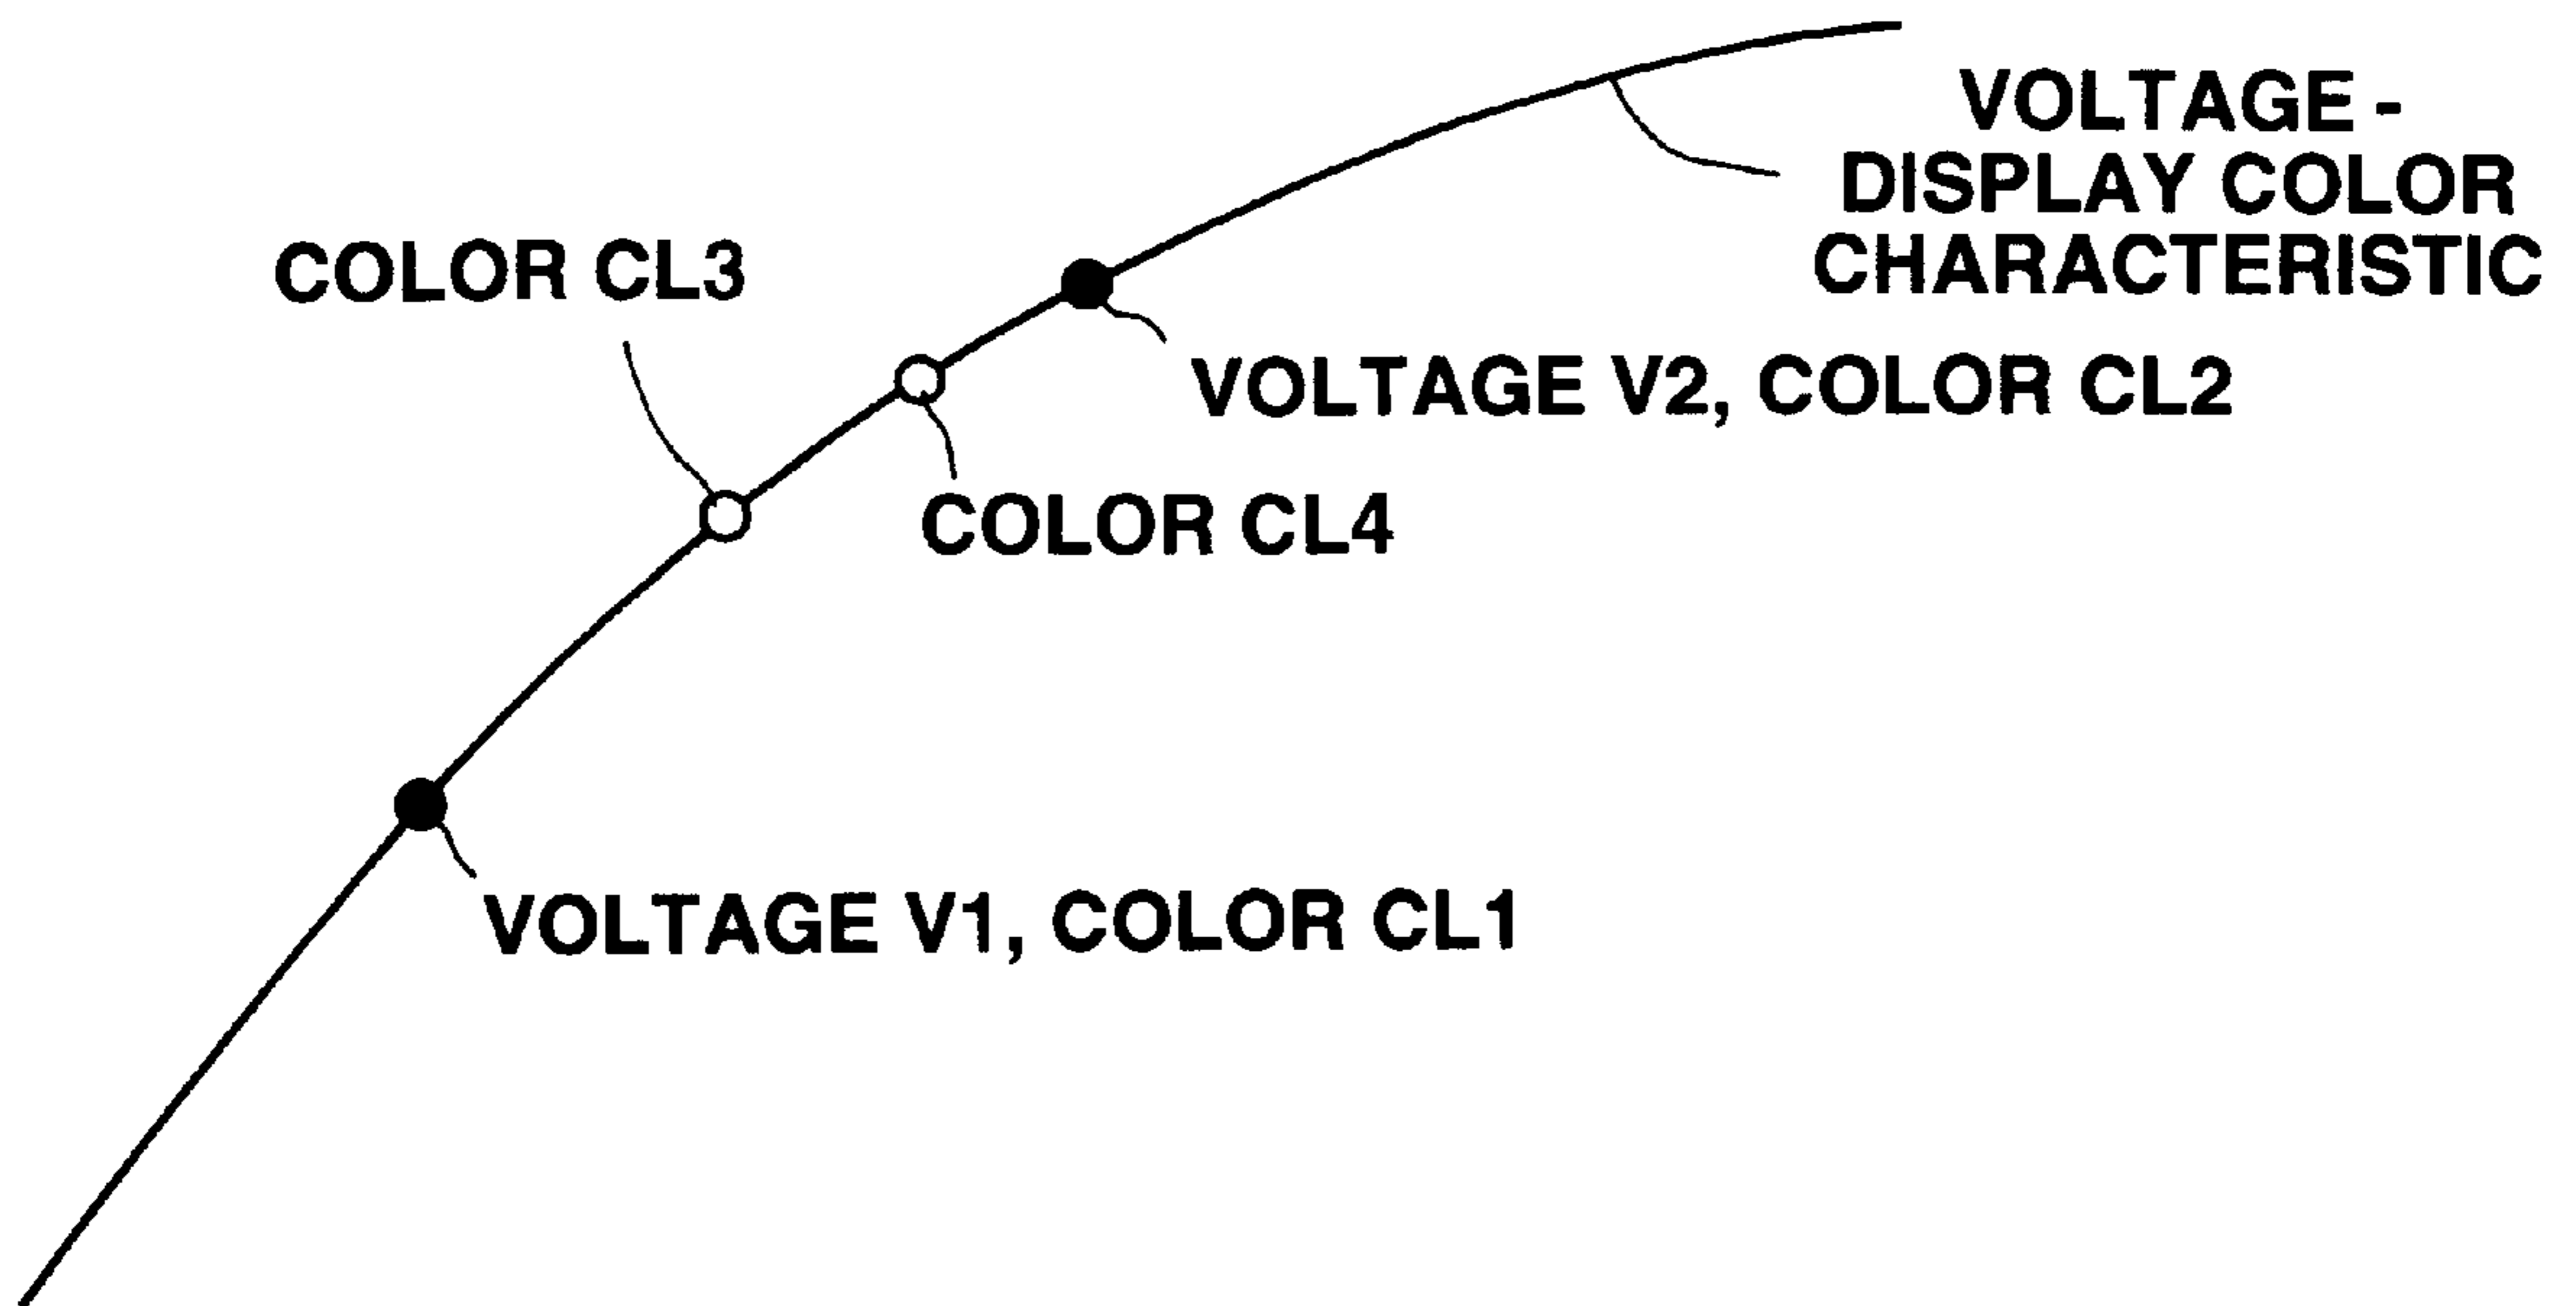 VOLTAGE -
DISPLAY COLOR
CHARACTERISTIC
COLOR CL3
VOLTAGE V2, COLOR CL2
COLOR CL4
VOLTAGE V1, COLOR CL1